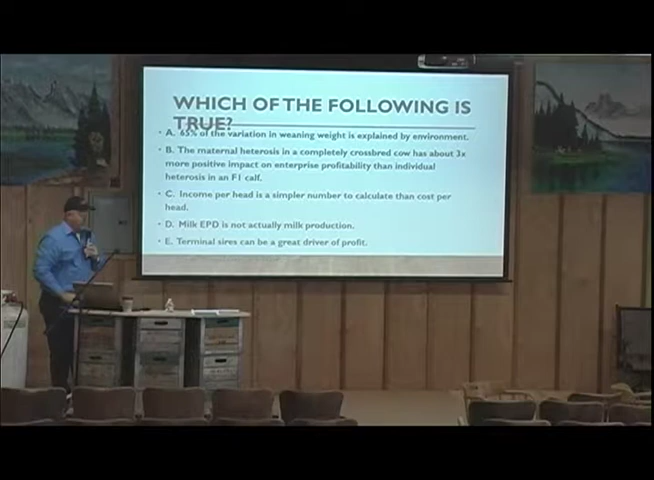 WHICH OF THE FOLLOWING IS
TRUE?
• A. 65% of the variation in weaning weight is explained by environment.
• B. The maternal heterosis in a completely crossbred cow has about 3x
more positive impact on enterprise profitability than individual
heterosis in an F1 calf.
• C. Income per head is a simpler number to calculate than cost per
head.
• D. Milk EPD is not actually milk production.
• E. Terminal sires can be a great driver of profit.